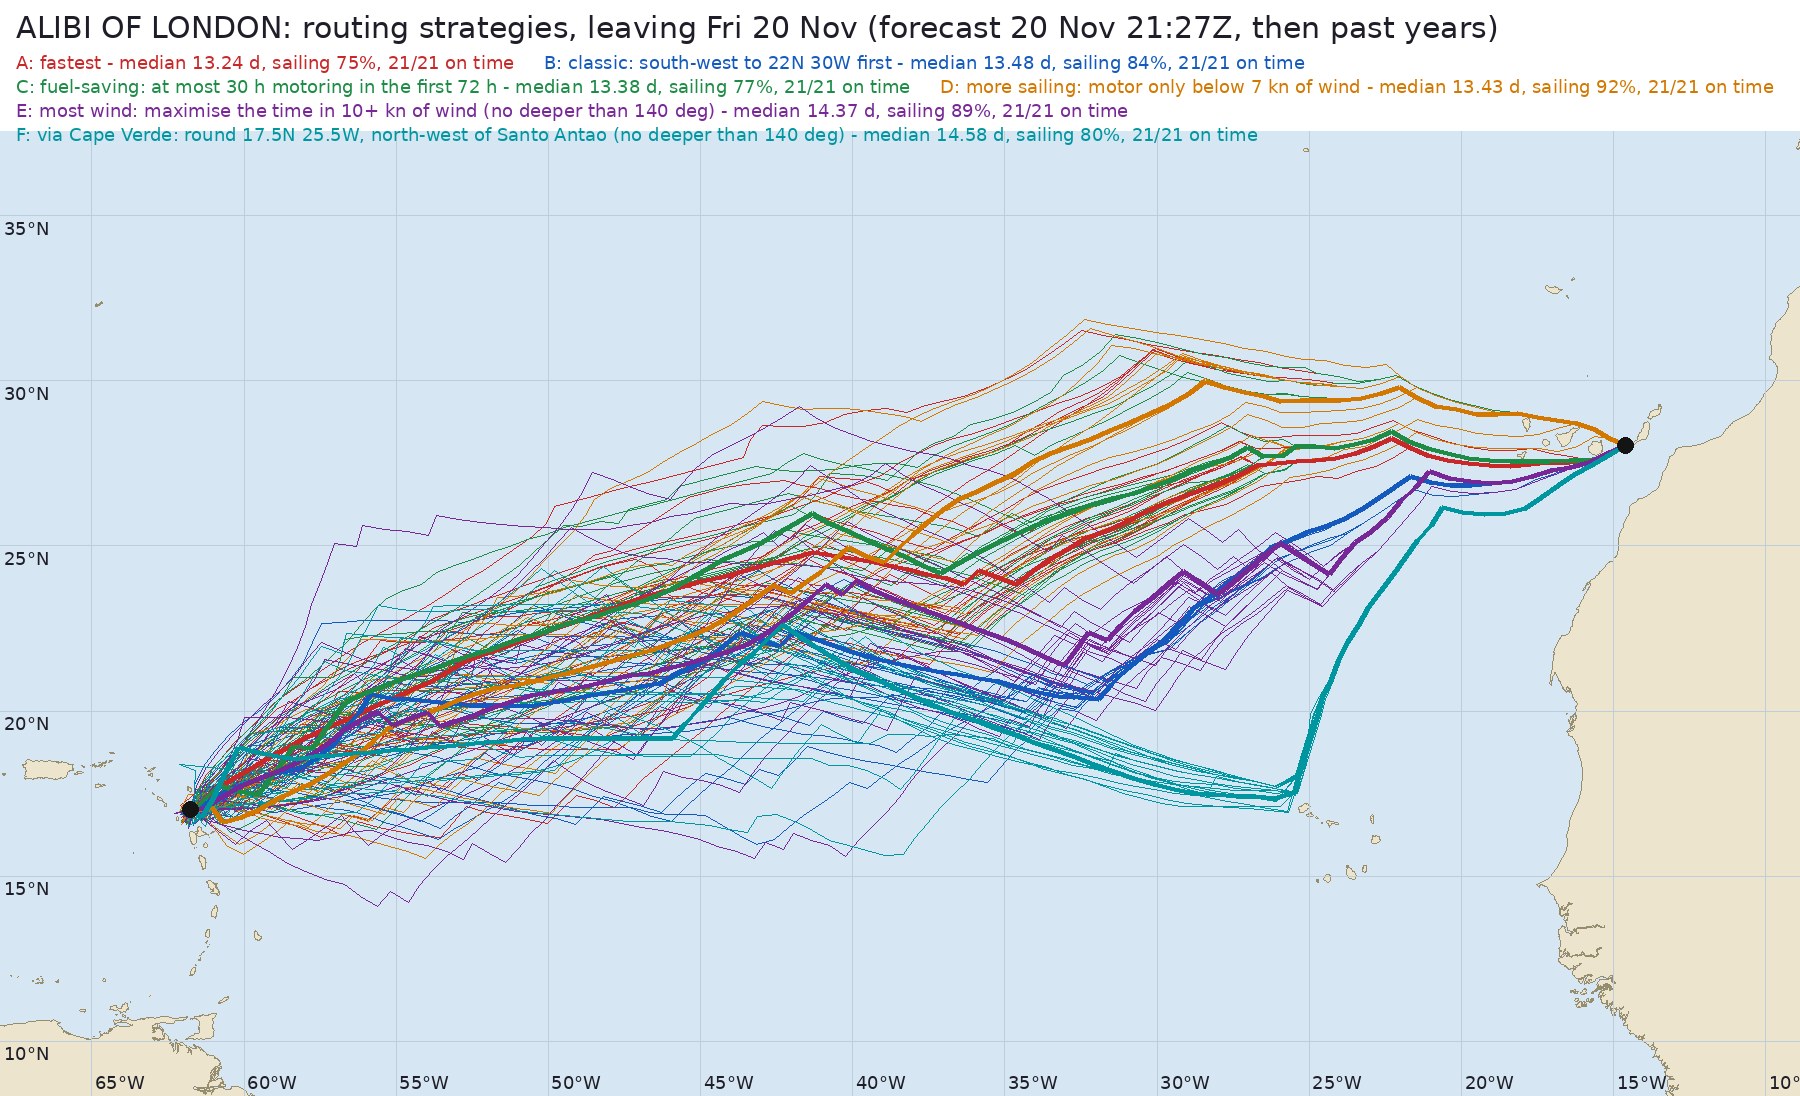 ALIBI OF LONDON: routing strategies, leaving Fri 20 Nov (forecast 20 Nov 21:27Z, then past years)
A: fastest - median 13.24 d, sailing 75%, 21/21 on time B: classic: south-west to 22N 30W first - median 13.48 d, sailing 84%, 21/21 on time
C: fuel-saving: at most 30 h motoring in the first 72 h - median 13.38 d, sailing 77%, 21/21 on time D: more sailing: motor only below 7 kn of wind - median 13.43 d, sailing 92%, 21/21 on time
E: most wind: maximise the time in 10+ kn of wind (no deeper than 140 deg) - median 14.37 d, sailing 89%, 21/21 on time
F: via Cape Verde: round 17.5N 25.5W, north-west of Santo Antao (no deeper than 140 deg) - median 14.58 d, sailing 80%, 21/21 on time
35°N
30°N
25°N
20°N
15°N
10°N
65°W 60°W 55°W 50°W 45°W 40°W 35°W 30°W 25°W 20°W 15°W 10°